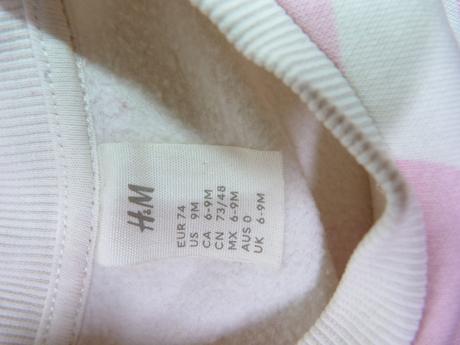 H&M
EUR 74
US 9M
CA 6-9M
CN 73/48
MX 6-9M
AUS 0
UK 6-9M